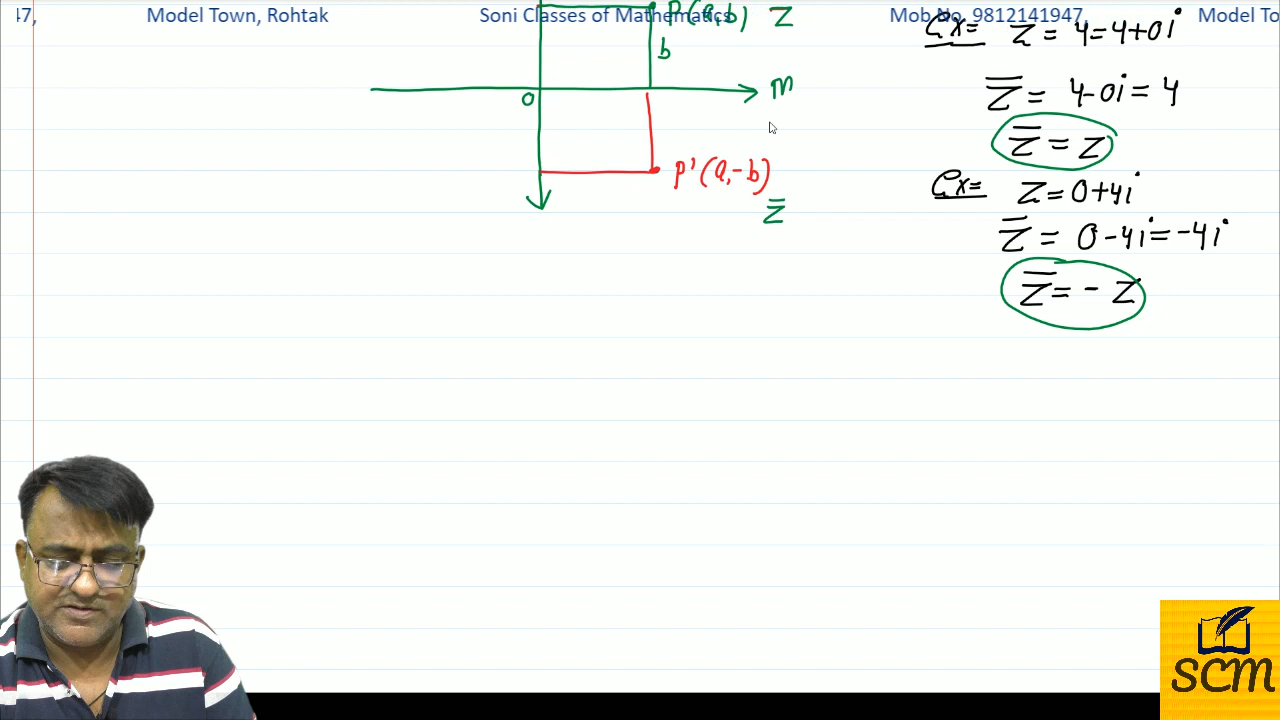 47,
Model Town, Rohtak
Soni Classes of Mathematics
Mob No. 9812141947,
Model To
P(a,b) Z
b
0
m
P'(a,-b)
Z̅
Ex= Z = 4=4+0i
Z̅ = 4-0i = 4
Z̅ = Z
Ex= Z=0+4i
Z̅ = 0-4i=-4i
Z̅ = - Z
SCM